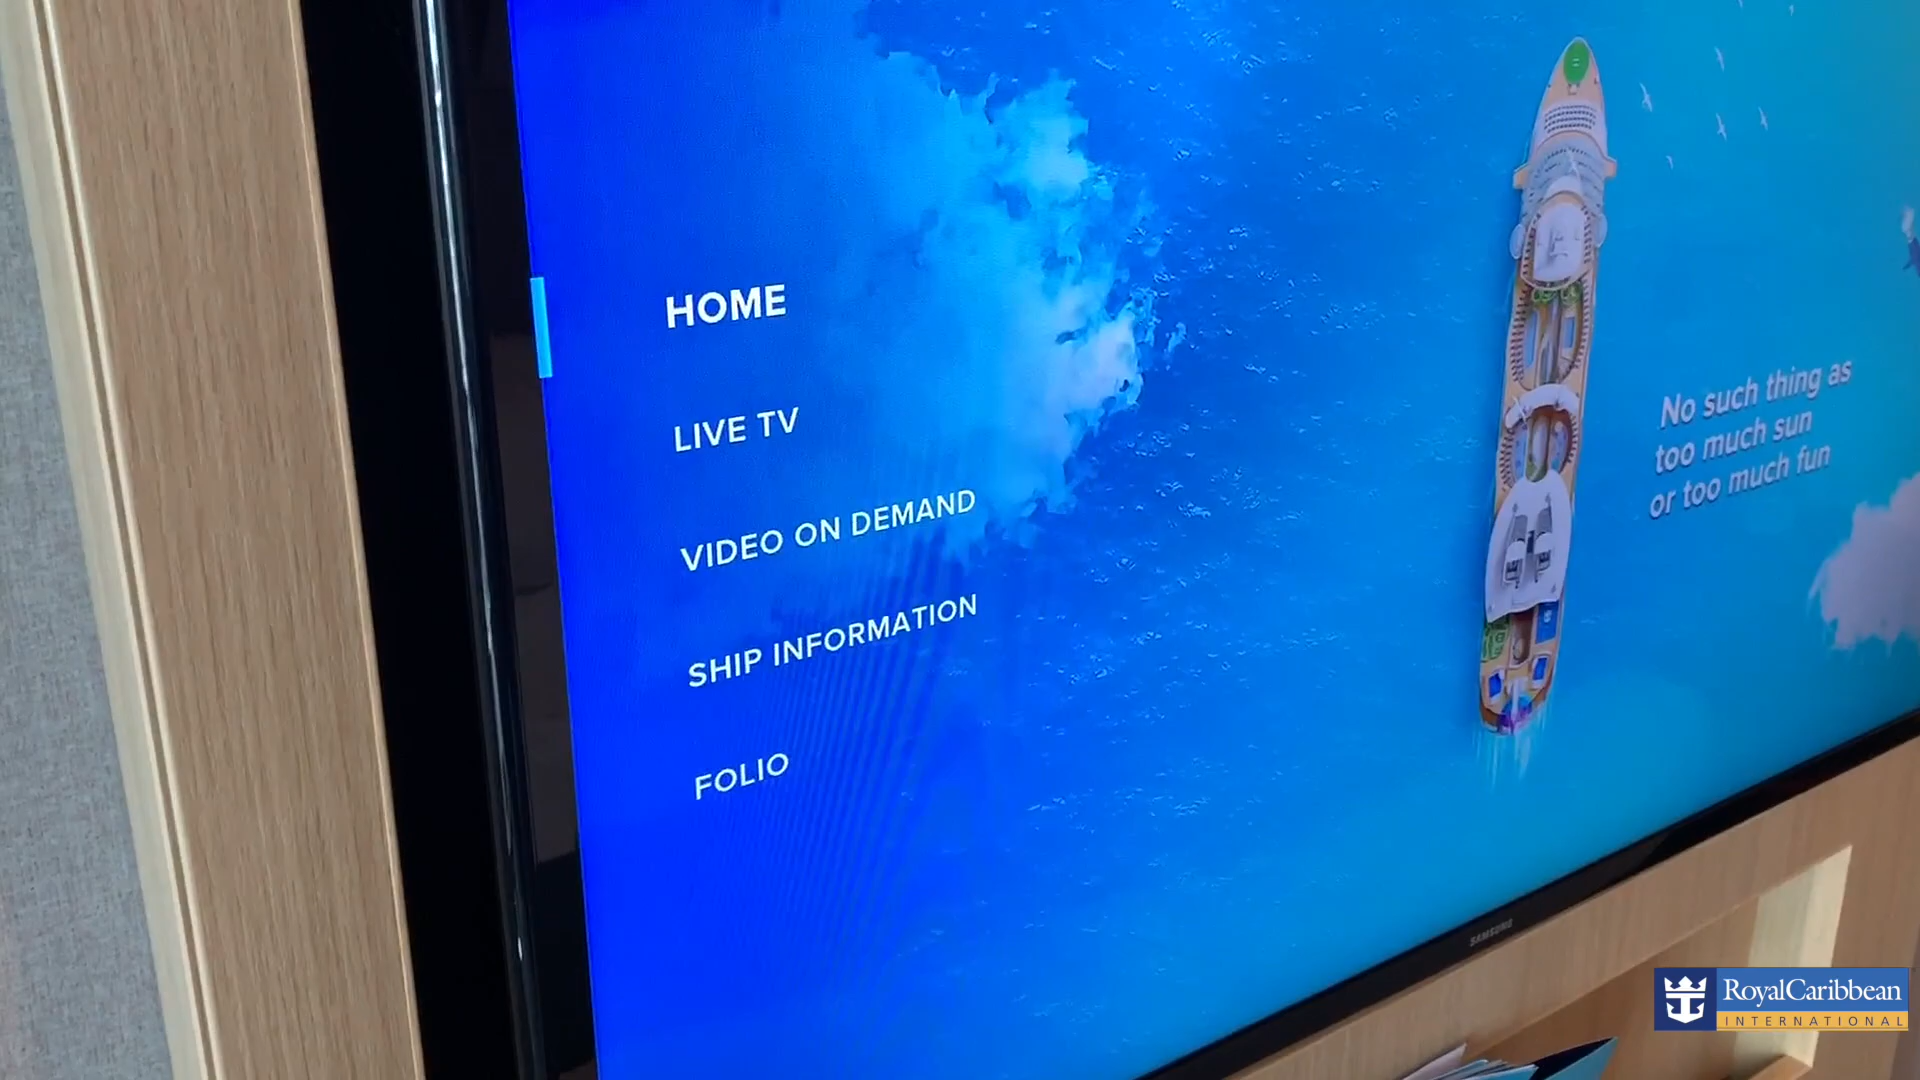 HOME
LIVE TV
VIDEO ON DEMAND
SHIP INFORMATION
FOLIO
No such thing as
too much sun
or too much fun
SAMSUNG
RoyalCaribbean
INTERNATIONAL